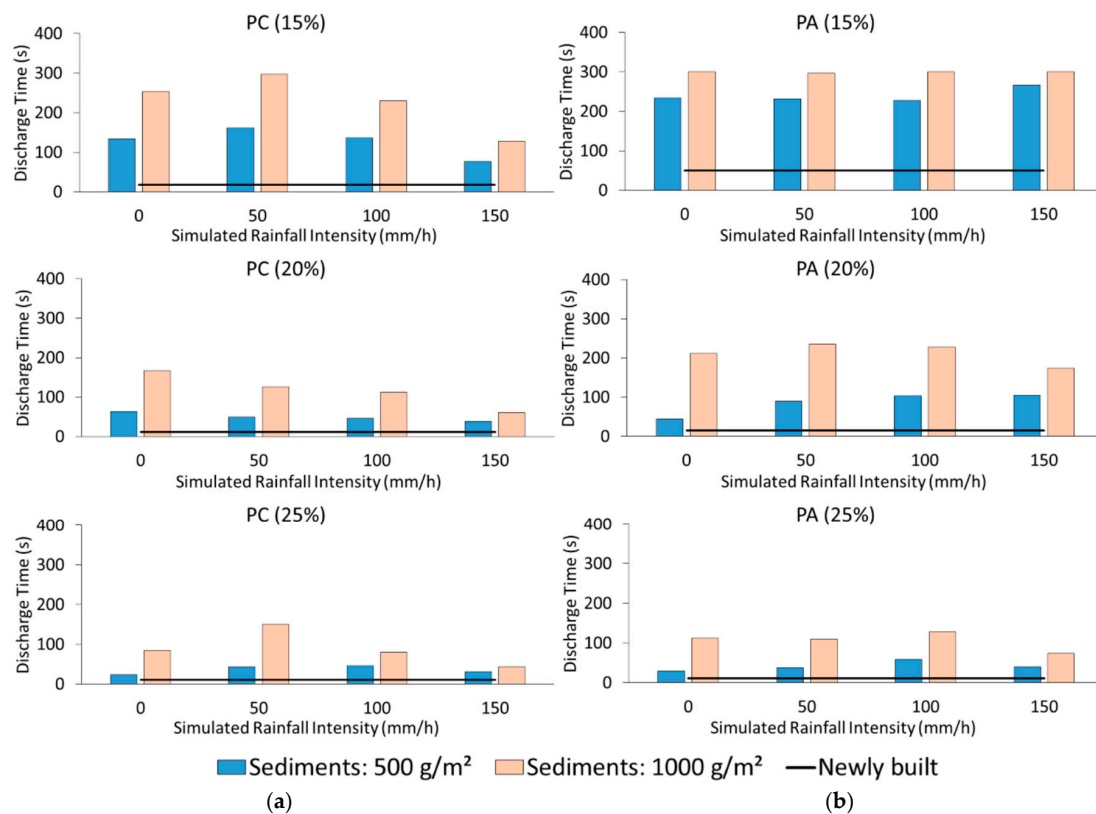 PC (15%)
400
300
200
100
0
Discharge Time (s)
0 50 100 150
Simulated Rainfall Intensity (mm/h)
PA (15%)
400
300
200
100
0
Discharge Time (s)
0 50 100 150
Simulated Rainfall Intensity (mm/h)
PC (20%)
400
300
200
100
0
Discharge Time (s)
0 50 100 150
Simulated Rainfall Intensity (mm/h)
PA (20%)
400
300
200
100
0
Discharge Time (s)
0 50 100 150
Simulated Rainfall Intensity (mm/h)
PC (25%)
400
300
200
100
0
Discharge Time (s)
0 50 100 150
Simulated Rainfall Intensity (mm/h)
PA (25%)
400
300
200
100
0
Discharge Time (s)
0 50 100 150
Simulated Rainfall Intensity (mm/h)
Sediments: 500 g/m² Sediments: 1000 g/m² Newly built
(a) (b)